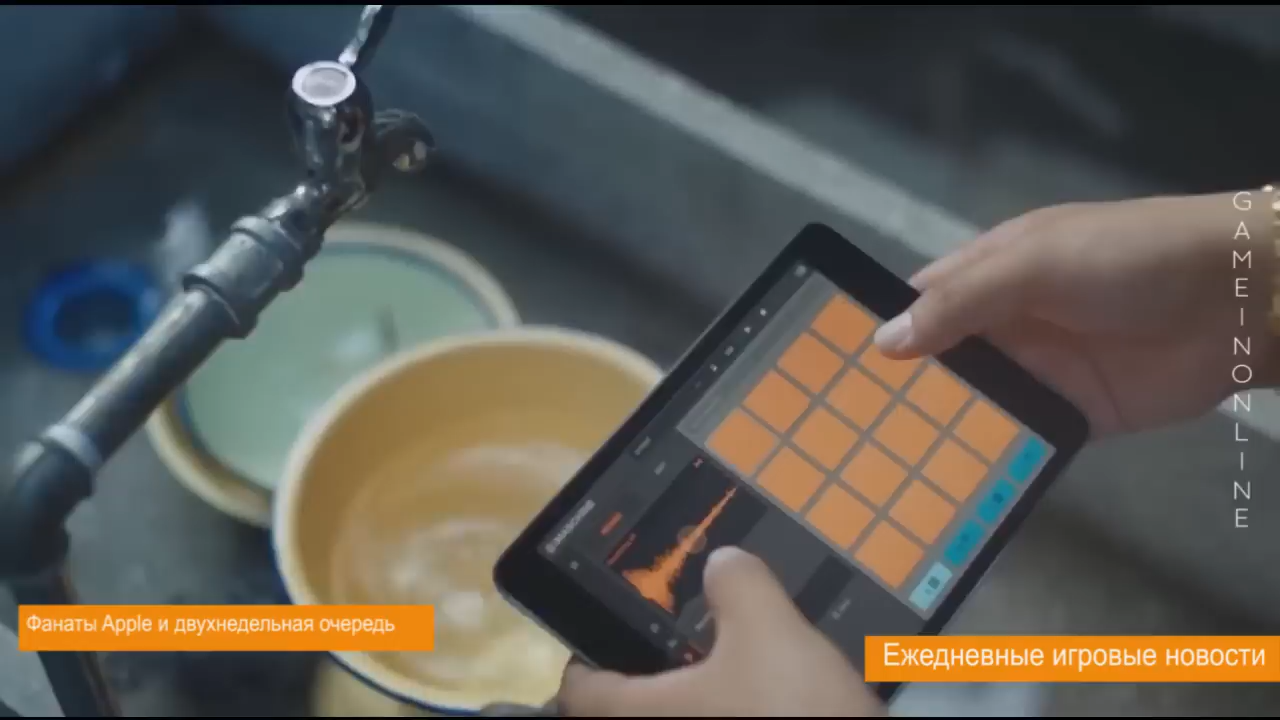 GAMEINONLINE
Фанаты Apple и двухнедельная очередь
Ежедневные игровые новости